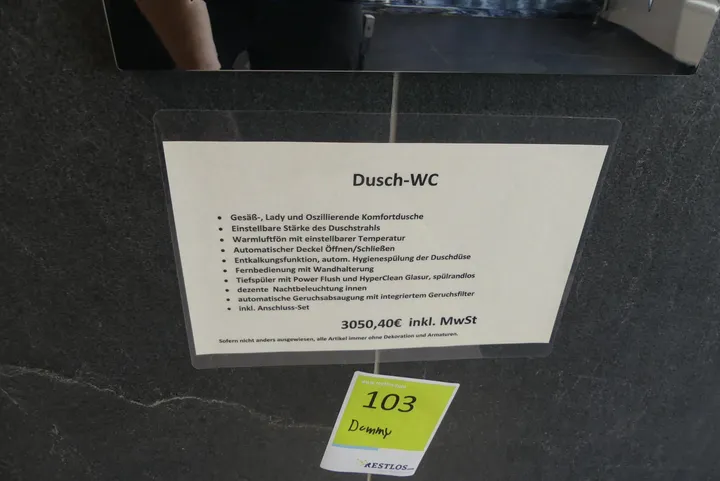 Dusch-WC
• Gesäß-, Lady und Oszillierende Komfortdusche
• Einstellbare Stärke des Duschstrahls
• Warmluftfön mit einstellbarer Temperatur
• Automatischer Deckel Öffnen/Schließen
• Entkalkungsfunktion, autom. Hygienespülung der Duschdüse
• Fernbedienung mit Wandhalterung
• Tiefspüler mit Power Flush und HyperClean Glasur, spülrandlos
• dezente Nachtbeleuchtung innen
• automatische Geruchsabsaugung mit integriertem Geruchsfilter
• inkl. Anschluss-Set
3050,40€ inkl. MwSt
Sofern nicht anders ausgewiesen, alle Artikel immer ohne Dekoration und Armaturen.
103
Dammy
RESTLOS